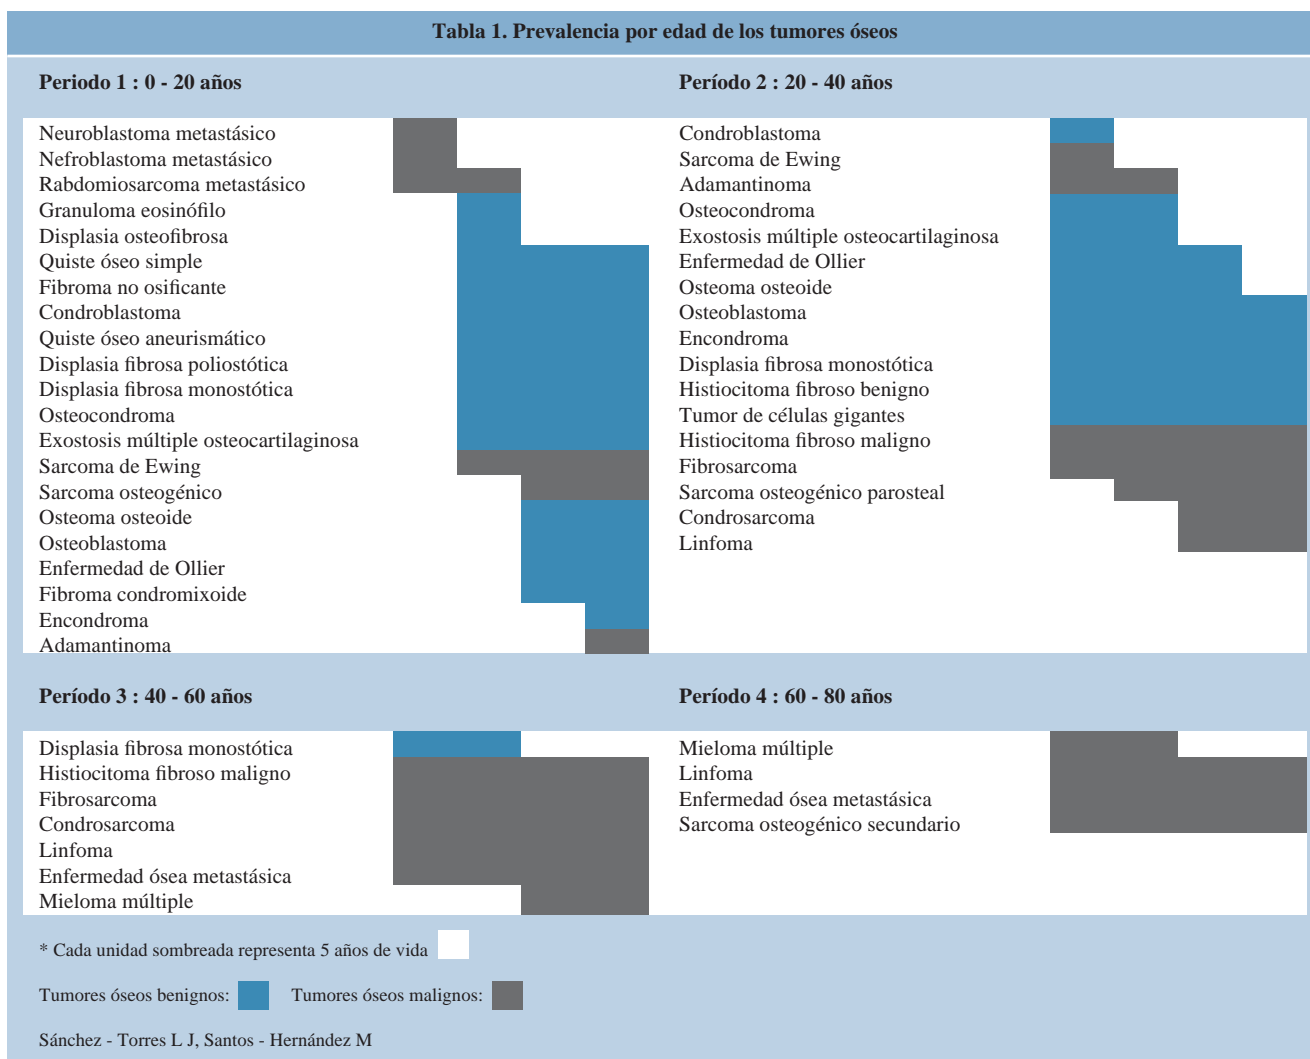 Tabla 1. Prevalencia por edad de los tumores óseos
Periodo 1 : 0 - 20 años
Neuroblastoma metastásico
Nefroblastoma metastásico
Rabdomiosarcoma metastásico
Granuloma eosinófilo
Displasia osteofibrosa
Quiste óseo simple
Fibroma no osificante
Condroblastoma
Quiste óseo aneurismático
Displasia fibrosa poliostótica
Displasia fibrosa monostótica
Osteocondroma
Exostosis múltiple osteocartilaginosa
Sarcoma de Ewing
Sarcoma osteogénico
Osteoma osteoide
Osteoblastoma
Enfermedad de Ollier
Fibroma condromixoide
Encondroma
Adamantinoma
Período 2 : 20 - 40 años
Condroblastoma
Sarcoma de Ewing
Adamantinoma
Osteocondroma
Exostosis múltiple osteocartilaginosa
Enfermedad de Ollier
Osteoma osteoide
Osteoblastoma
Encondroma
Displasia fibrosa monostótica
Histiocitoma fibroso benigno
Tumor de células gigantes
Histiocitoma fibroso maligno
Fibrosarcoma
Sarcoma osteogénico parosteal
Condrosarcoma
Linfoma
Período 3 : 40 - 60 años
Displasia fibrosa monostótica
Histiocitoma fibroso maligno
Fibrosarcoma
Condrosarcoma
Linfoma
Enfermedad ósea metastásica
Mieloma múltiple
Período 4 : 60 - 80 años
Mieloma múltiple
Linfoma
Enfermedad ósea metastásica
Sarcoma osteogénico secundario
* Cada unidad sombreada representa 5 años de vida
Tumores óseos benignos: Tumores óseos malignos:
Sánchez - Torres L J, Santos - Hernández M